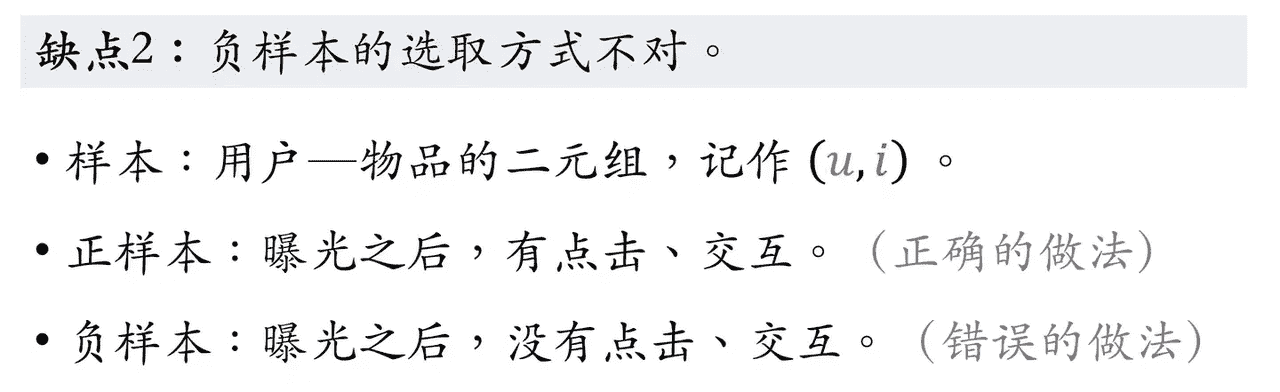 缺点2：负样本的选取方式不对。
• 样本：用户—物品的二元组，记作 (u, i) 。
• 正样本：曝光之后，有点击、交互。（正确的做法）
• 负样本：曝光之后，没有点击、交互。（错误的做法）